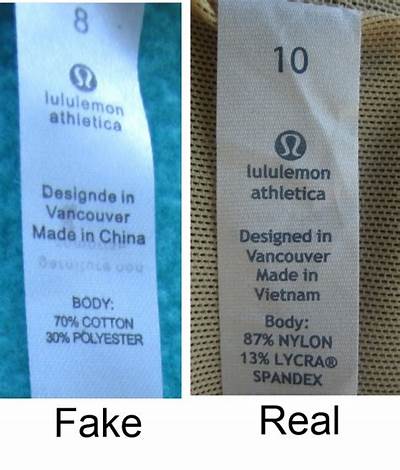 8
lululemon
athletica
Designde in
Vancouver
Made in China
BODY:
70% COTTON
30% POLYESTER
Fake
10
lululemon
athletica
Designed in
Vancouver
Made in
Vietnam
Body:
87% NYLON
13% LYCRA®
SPANDEX
Real